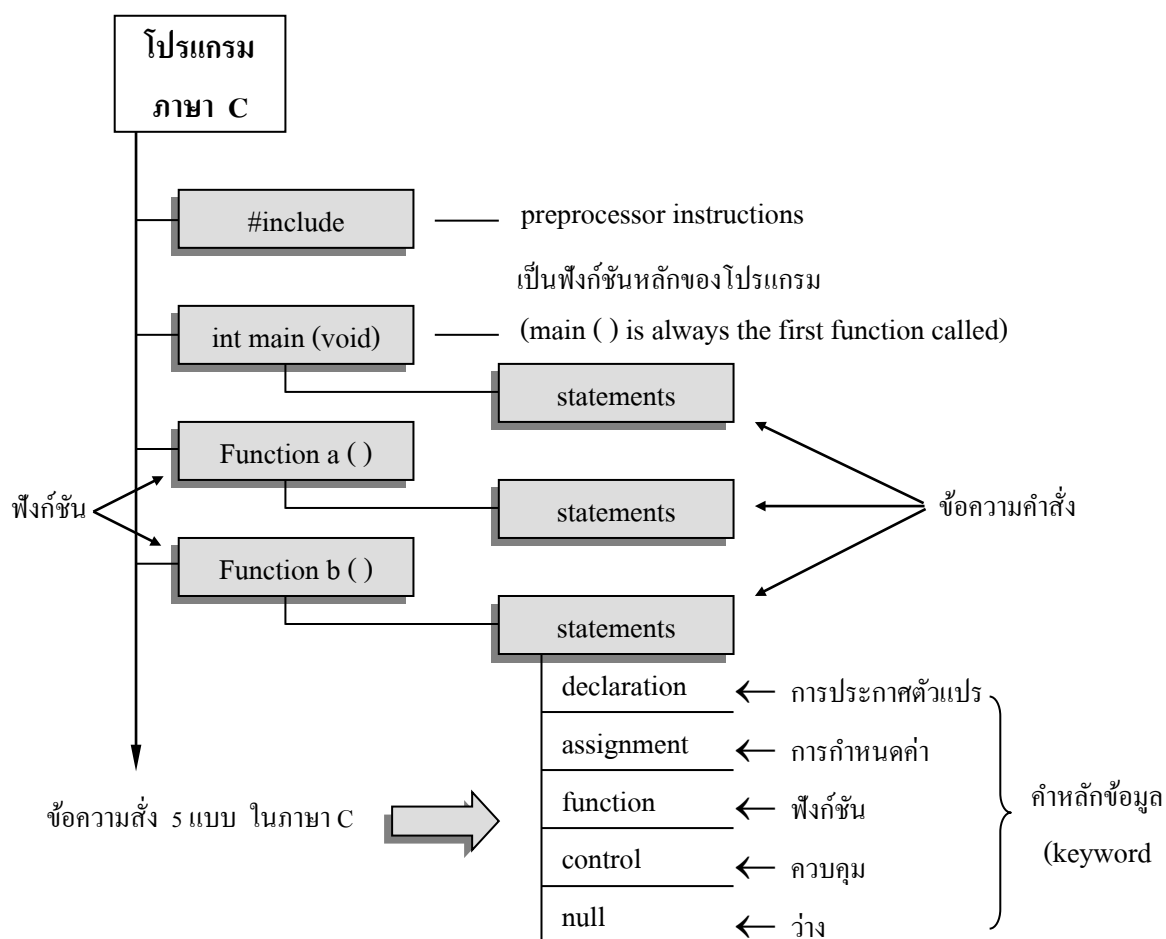 โปรแกรม
ภาษา C
#include
preprocessor instructions
เป็นฟังก์ชันหลักของโปรแกรม
int main (void)
(main ( ) is always the first function called)
statements
Function a ( )
ฟังก์ชัน
statements
ข้อความคำสั่ง
Function b ( )
statements
declaration
การประกาศตัวแปร
assignment
การกำหนดค่า
ข้อความสั่ง 5 แบบ ในภาษา C
function
ฟังก์ชัน
คำหลักข้อมูล
(keyword
control
ควบคุม
null
ว่าง